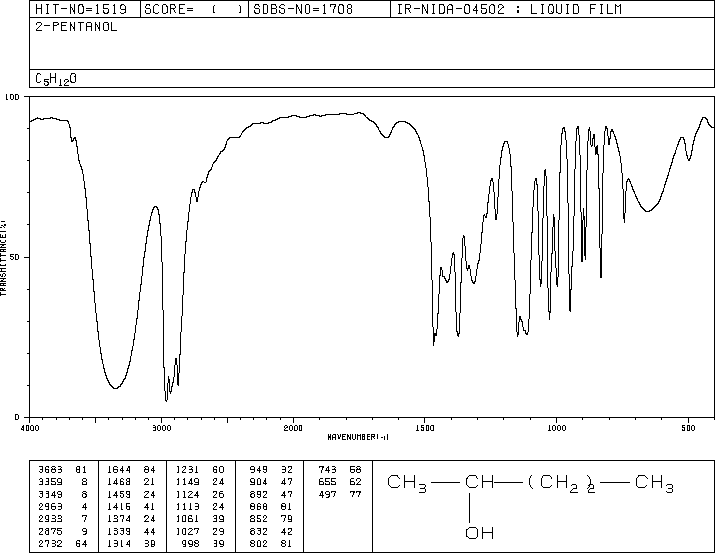 HIT-NO=1519 SCORE= ( ) SDBS-NO=1708 IR-NIDA-04502 : LIQUID FILM
2-PENTANOL
C5H12O
100
50
0
TRANSMITTANCE(%)
4000 3000 2000 1500 1000 500
WAVENUMBER(-1)
3683 81 1644 84 1231 60 949 32 743 58
3359 8 1468 21 1149 24 904 47 655 62
3349 8 1459 24 1124 26 892 47 497 77
2963 4 1416 41 1113 24 868 81
2933 7 1374 24 1061 39 852 79
2875 9 1339 44 1027 29 832 42
2732 64 1314 39 998 39 802 81
CH3 CH (CH2)2 CH3
OH